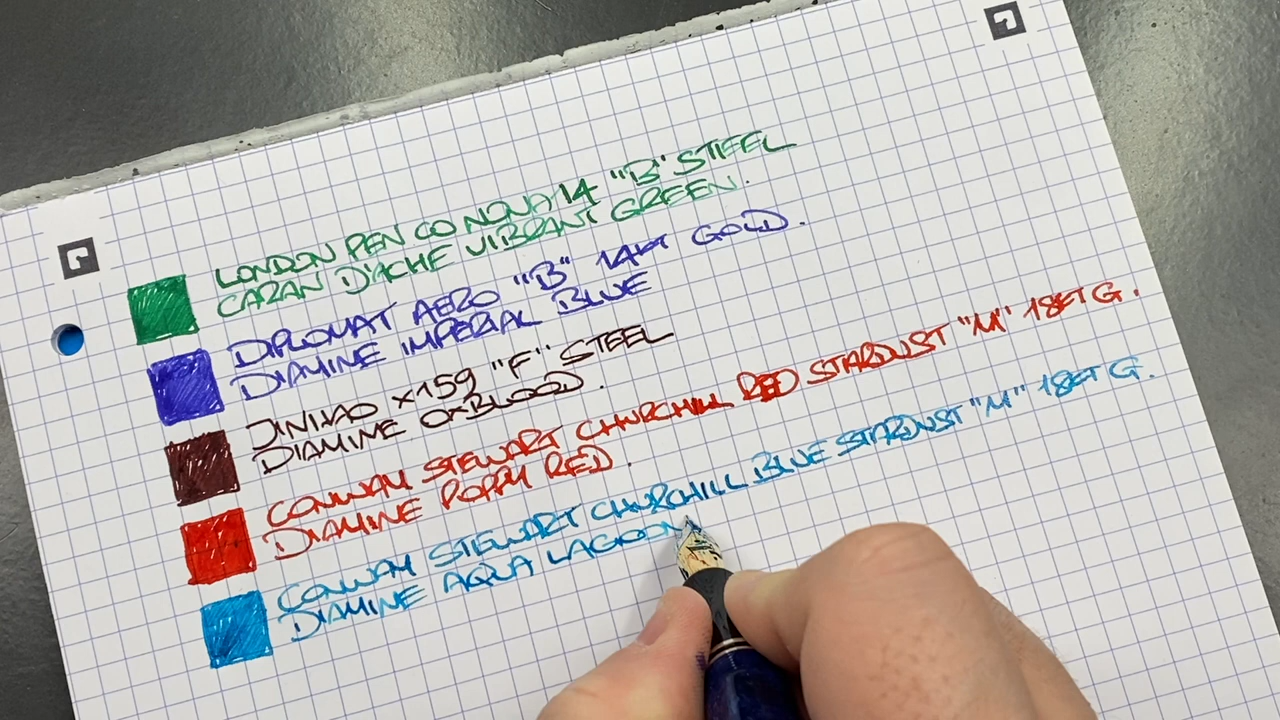 LONDON PEN CO NOVA 14 "B" STEEL
CARAN D'ACHE VIBRANT GREEN.
DIPLOMAT AERO "B" 14KT GOLD.
DIAMINE IMPERIAL BLUE
JINHAO X159 "F" STEEL
DIAMINE OXBLOOD.
CONWAY STEWART CHURCHILL RED STARDUST "M" 18KT G.
DIAMINE POPPY RED.
CONWAY STEWART CHURCHILL BLUE STARDUST "M" 18KT G.
DIAMINE AQUA LAGOON